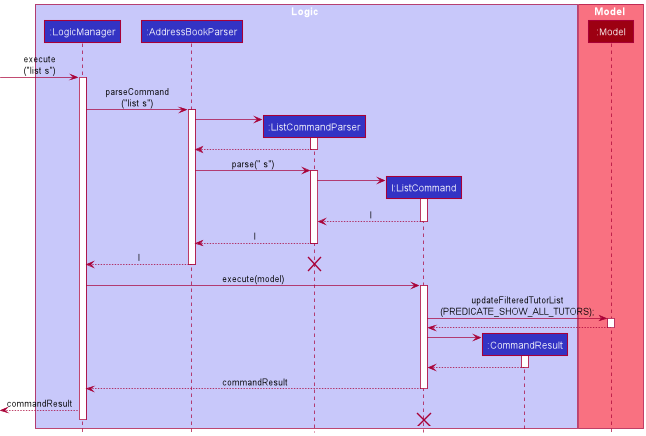 Logic
Model
:LogicManager
:AddressBookParser
:Model
execute
("list s")
parseCommand
("list s")
:ListCommandParser
parse(" s")
l:ListCommand
l
l
l
execute(model)
updateFilteredTutorList
(PREDICATE_SHOW_ALL_TUTORS);
:CommandResult
commandResult
commandResult